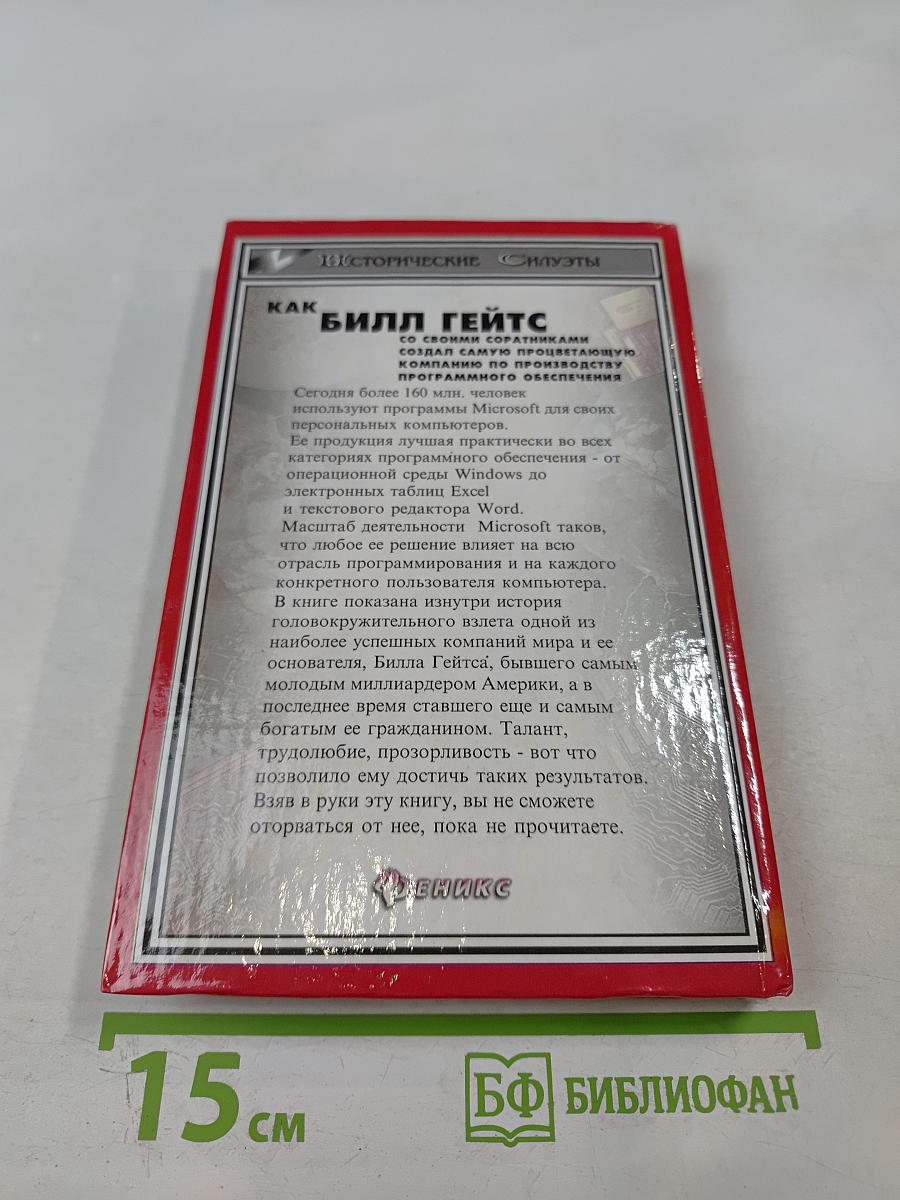 Исторические Силуэты
КАК
БИЛЛ ГЕЙТС
СО СВОИМИ СОРАТНИКАМИ
СОЗДАЛ САМУЮ ПРОЦВЕТАЮЩУЮ
КОМПАНИЮ ПО ПРОИЗВОДСТВУ
ПРОГРАММНОГО ОБЕСПЕЧЕНИЯ
Сегодня более 160 млн. человек
используют программы Microsoft для своих
персональных компьютеров.
Ее продукция лучшая практически во всех
категориях программного обеспечения - от
операционной среды Windows до
электронных таблиц Excel
и текстового редактора Word.
Масштаб деятельности Microsoft таков,
что любое ее решение влияет на всю
отрасль программирования и на каждого
конкретного пользователя компьютера.
В книге показана изнутри история
головокружительного взлета одной из
наиболее успешных компаний мира и ее
основателя, Билла Гейтса, бывшего самым
молодым миллиардером Америки, а в
последнее время ставшего еще и самым
богатым ее гражданином. Талант,
трудолюбие, прозорливость - вот что
позволило ему достичь таких результатов.
Взяв в руки эту книгу, вы не сможете
оторваться от нее, пока не прочитаете.
ФЕНИКС
15 см
БФ БИБЛИОФАН